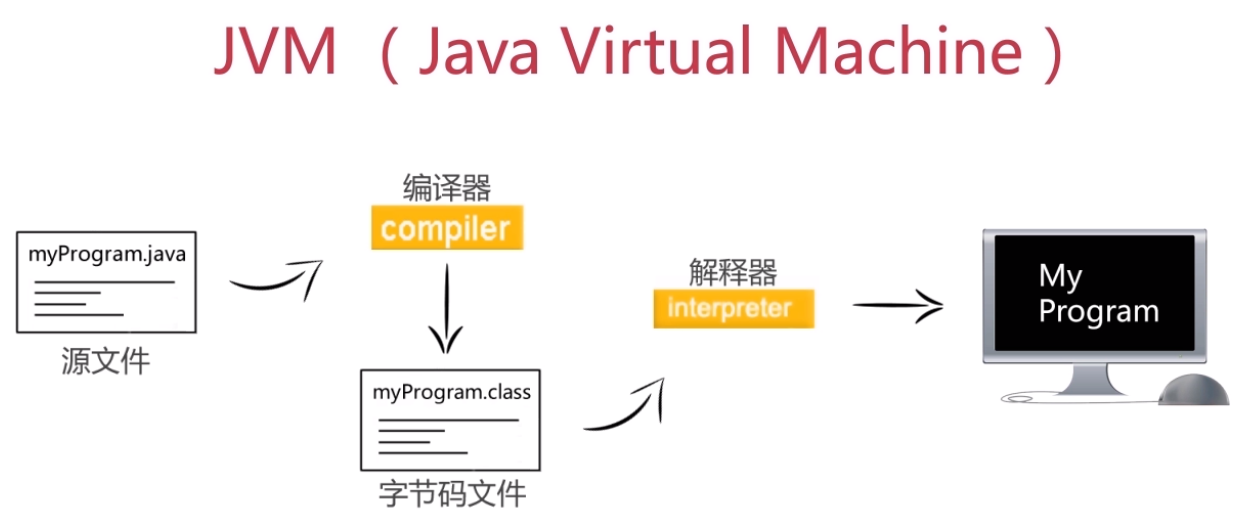 JVM （Java Virtual Machine）
myProgram.java
源文件
编译器
compiler
myProgram.class
字节码文件
解释器
interpreter
My
Program